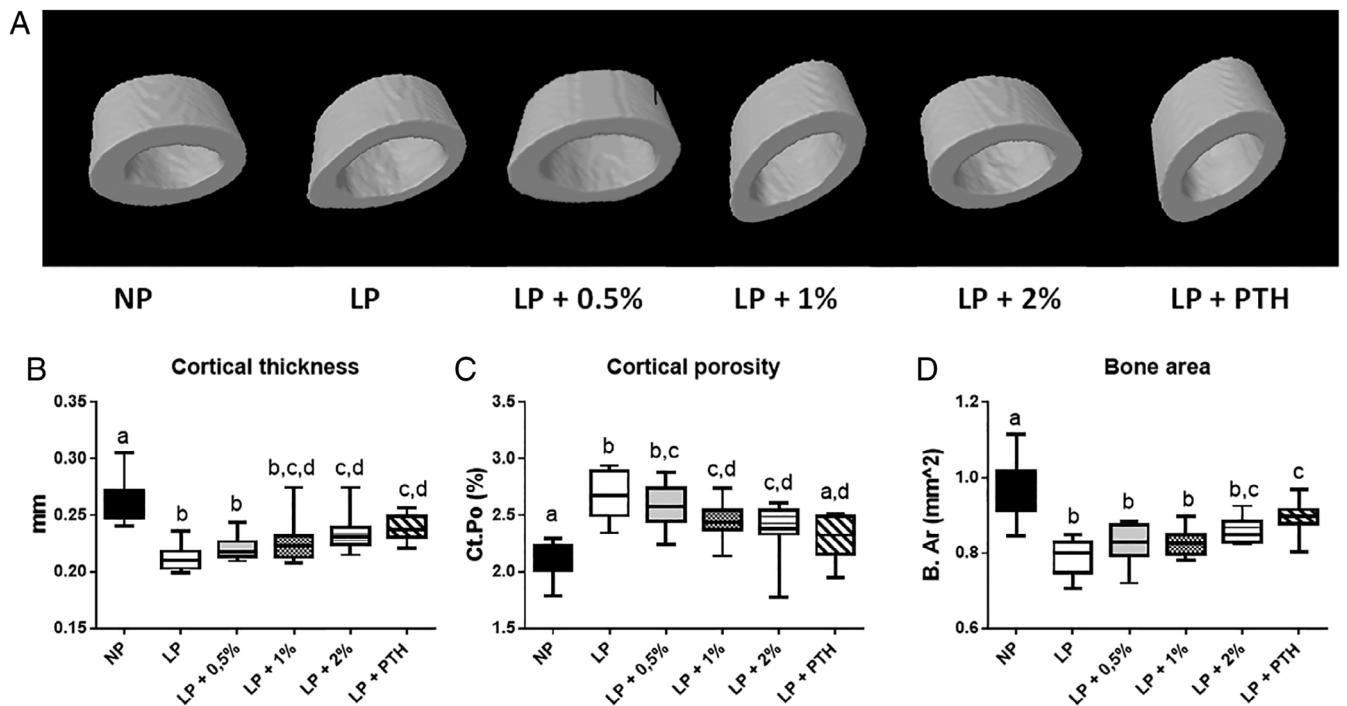 A
NP LP LP + 0.5% LP + 1% LP + 2% LP + PTH
B Cortical thickness
mm
0.35
0.30
0.25
0.20
0.15
a
b
b
b,c,d
c,d
c,d
NP
LP
LP + 0,5%
LP + 1%
LP + 2%
LP + PTH
C Cortical porosity
Ct.Po (%)
3.5
3.0
2.5
2.0
1.5
a
b
b,c
c,d
c,d
a,d
NP
LP
LP + 0,5%
LP + 1%
LP + 2%
LP + PTH
D Bone area
B. Ar (mm^2)
1.2
1.0
0.8
0.6
a
b
b
b
b,c
c
NP
LP
LP + 0,5%
LP + 1%
LP + 2%
LP + PTH